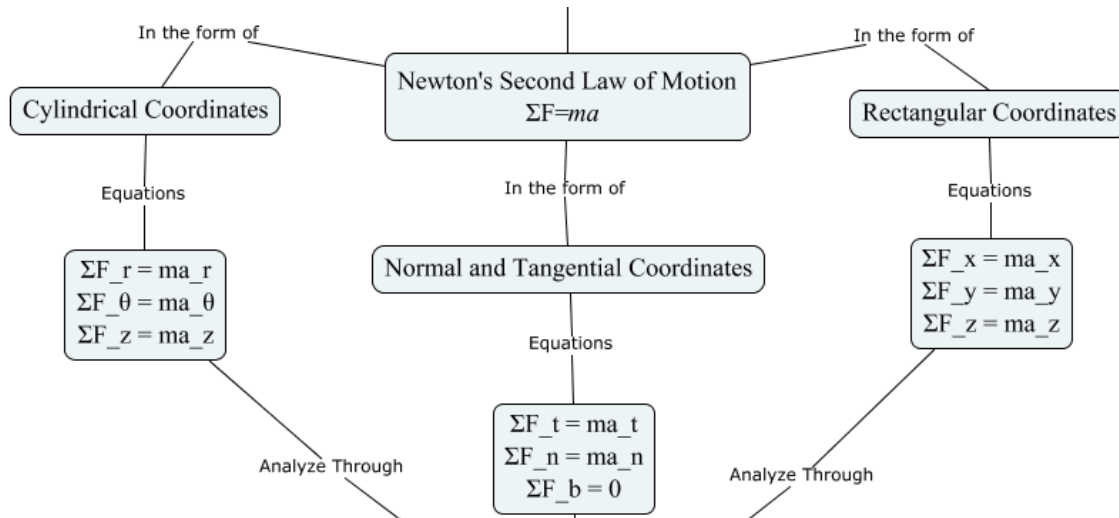 In the form of
In the form of
Newton's Second Law of Motion
ΣF=ma
Cylindrical Coordinates
Rectangular Coordinates
Equations
In the form of
Equations
ΣF_r = ma_r
ΣF_θ = ma_θ
ΣF_z = ma_z
Normal and Tangential Coordinates
ΣF_x = ma_x
ΣF_y = ma_y
ΣF_z = ma_z
Equations
ΣF_t = ma_t
ΣF_n = ma_n
ΣF_b = 0
Analyze Through
Analyze Through